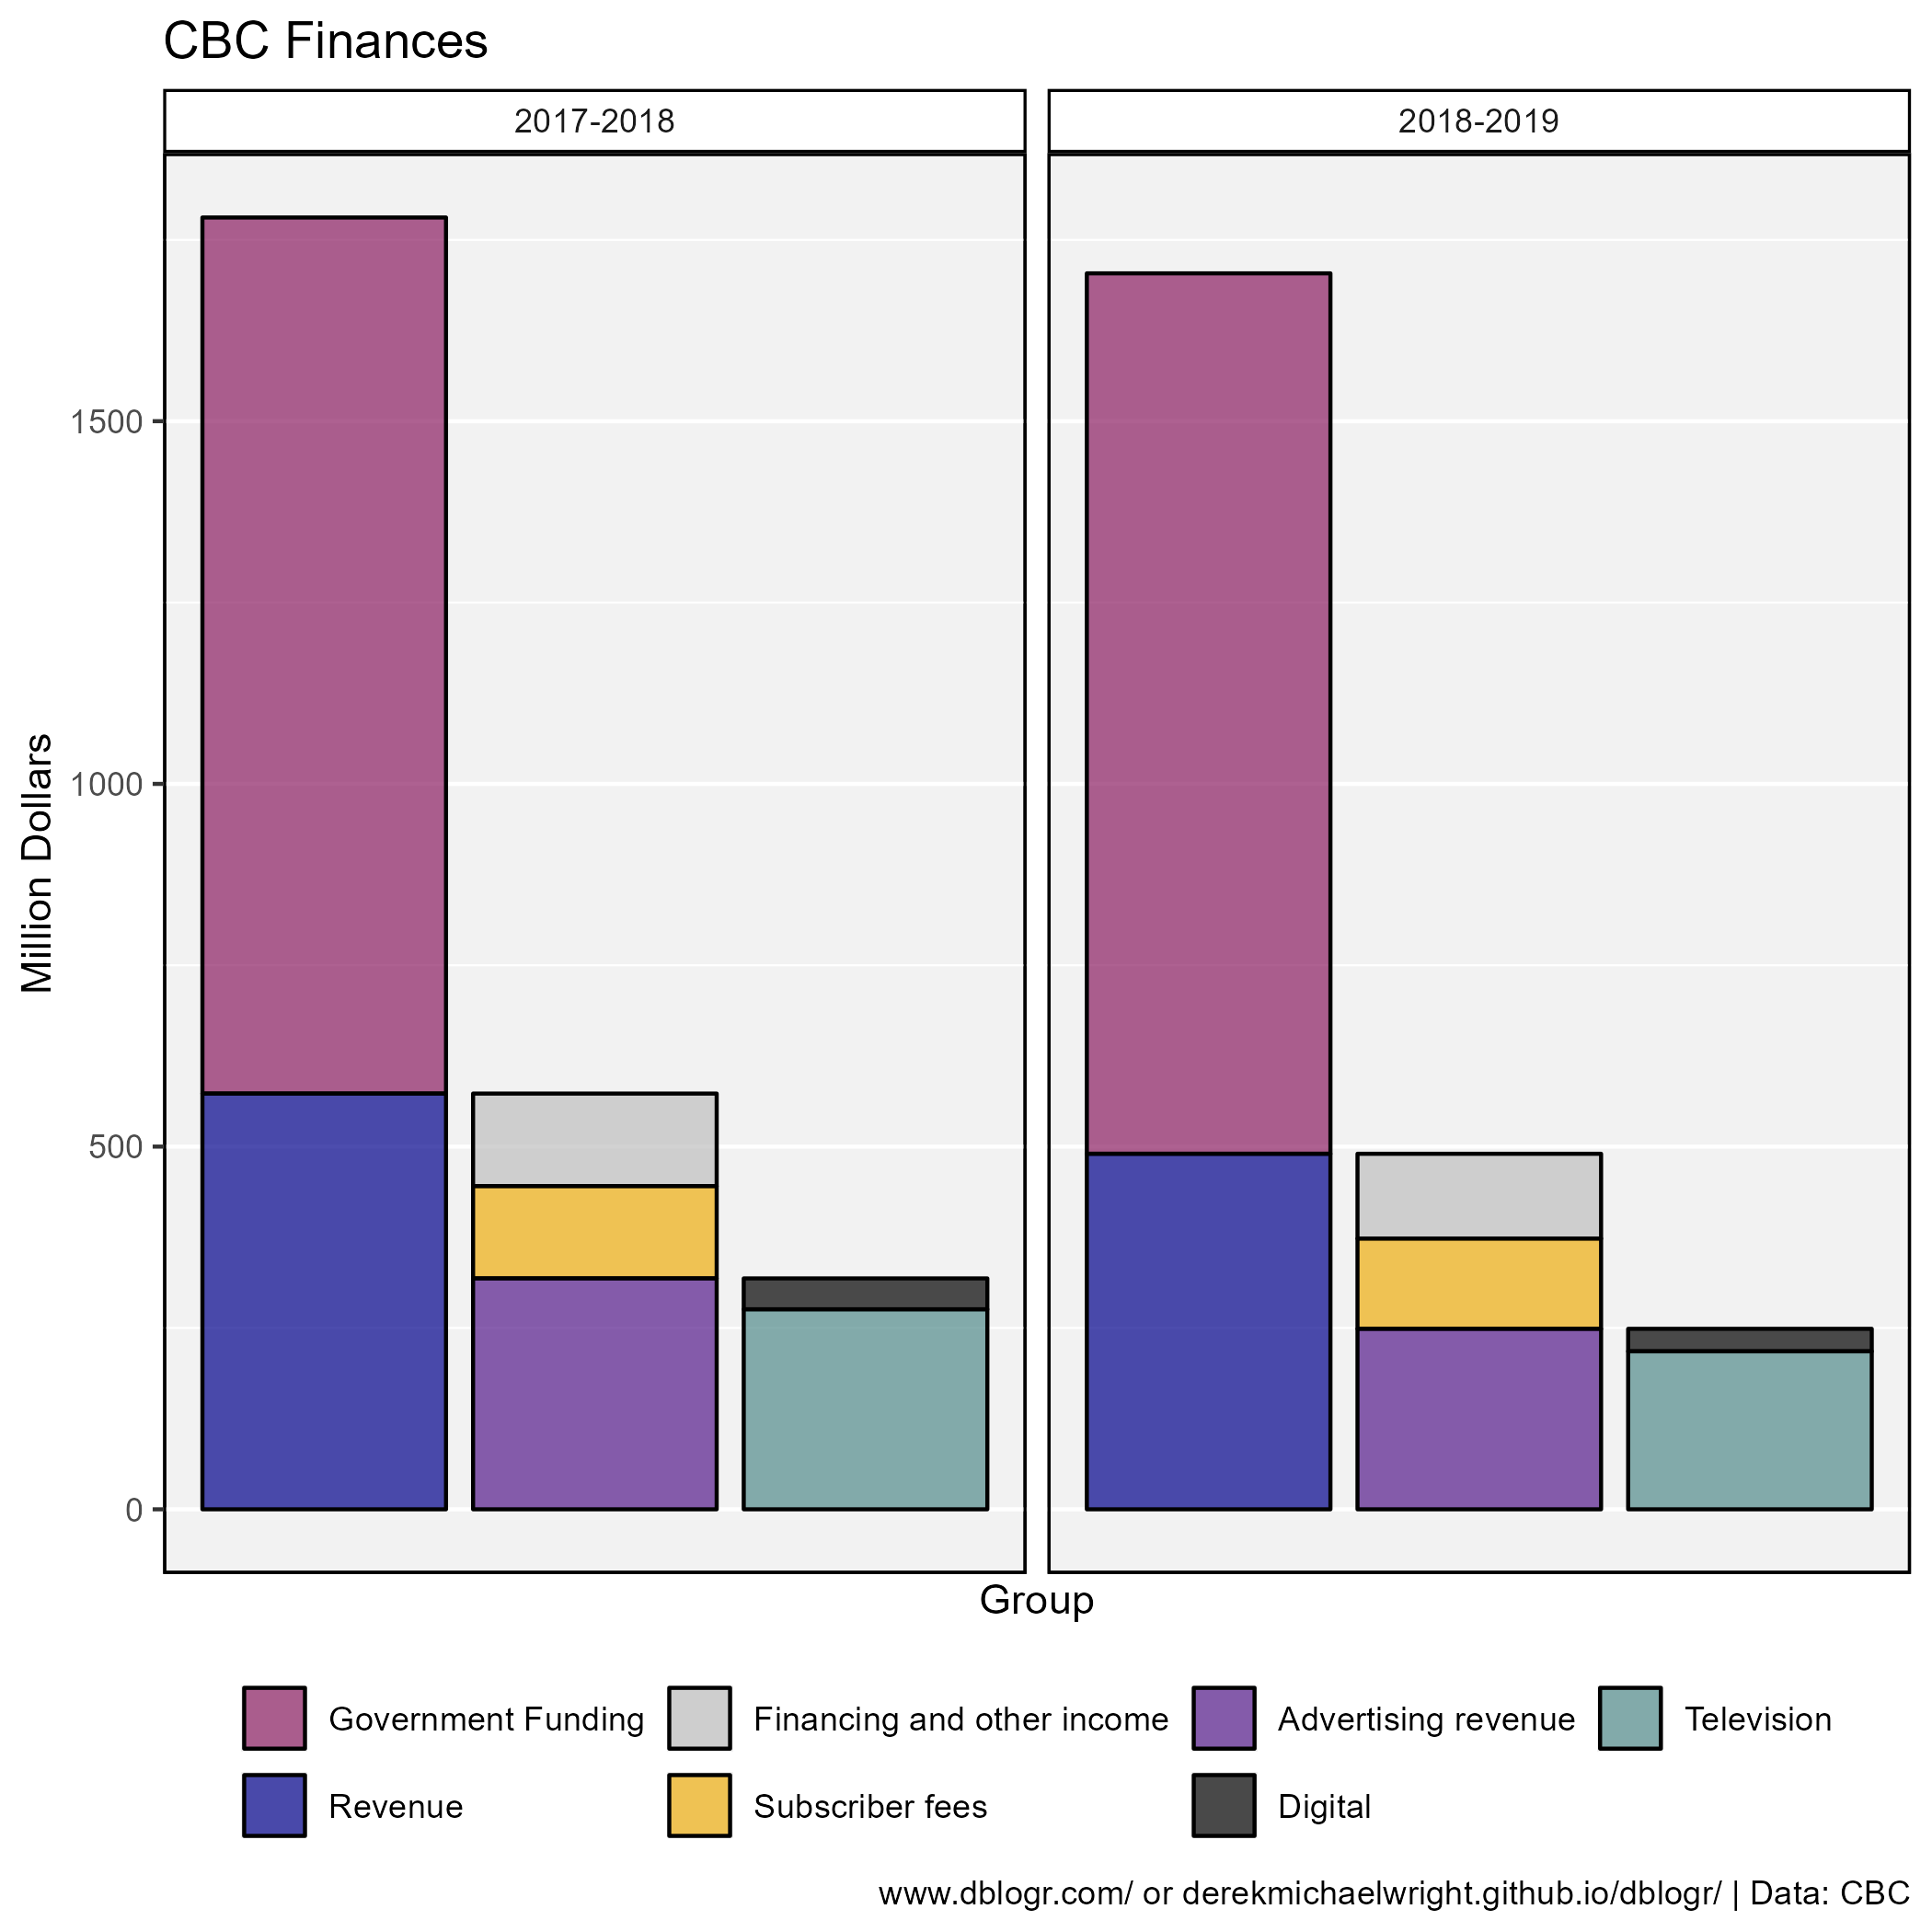 CBC Finances
2017-2018
2018-2019
1500
1000
500
0
Million Dollars
Group
Government Funding
Financing and other income
Advertising revenue
Television
Revenue
Subscriber fees
Digital
www.dblogr.com/ or derekmichaelwright.github.io/dblogr/ | Data: CBC